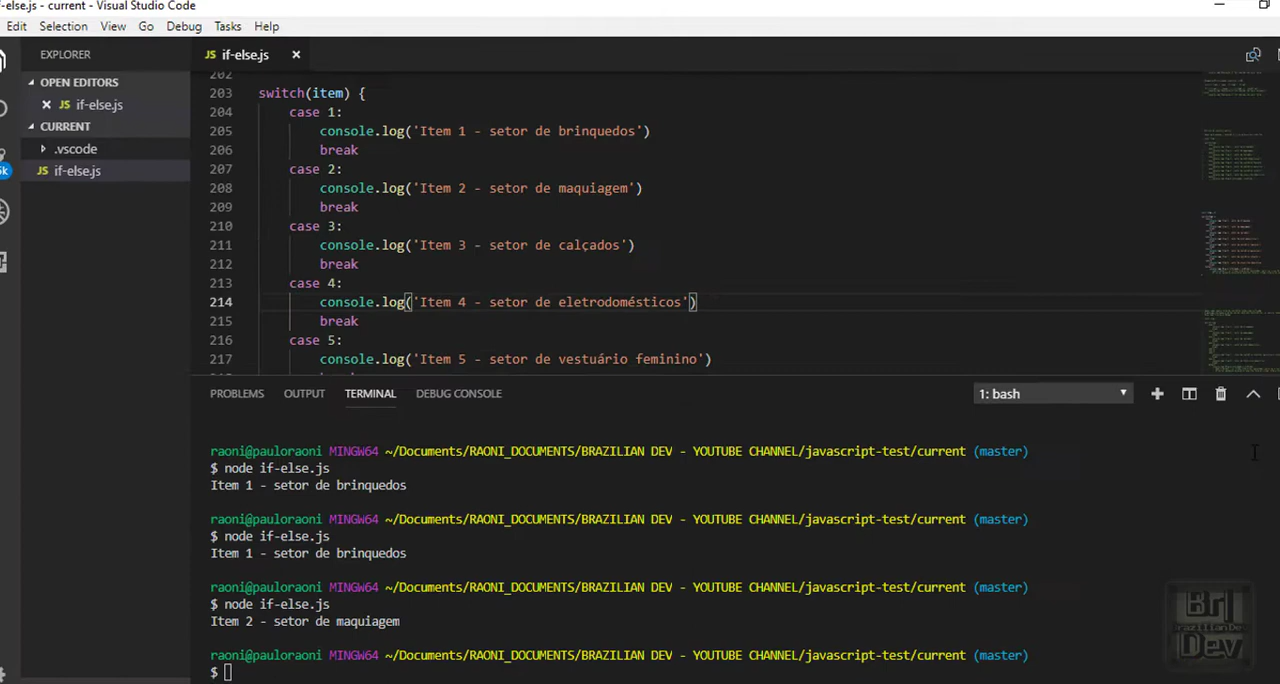 f-else.js - current - Visual Studio Code
Edit Selection View Go Debug Tasks Help
EXPLORER
OPEN EDITORS
JS if-else.js
CURRENT
.vscode
JS if-else.js
JS if-else.js
202
203 switch(item) {
204 case 1:
205 console.log('Item 1 - setor de brinquedos')
206 break
207 case 2:
208 console.log('Item 2 - setor de maquiagem')
209 break
210 case 3:
211 console.log('Item 3 - setor de calçados')
212 break
213 case 4:
214 console.log('Item 4 - setor de eletrodomésticos')
215 break
216 case 5:
217 console.log('Item 5 - setor de vestuário feminino')
PROBLEMS OUTPUT TERMINAL DEBUG CONSOLE 1: bash
raoni@pauloraoni MINGW64 ~/Documents/RAONI_DOCUMENTS/BRAZILIAN DEV - YOUTUBE CHANNEL/javascript-test/current (master)
$ node if-else.js
Item 1 - setor de brinquedos
raoni@pauloraoni MINGW64 ~/Documents/RAONI_DOCUMENTS/BRAZILIAN DEV - YOUTUBE CHANNEL/javascript-test/current (master)
$ node if-else.js
Item 1 - setor de brinquedos
raoni@pauloraoni MINGW64 ~/Documents/RAONI_DOCUMENTS/BRAZILIAN DEV - YOUTUBE CHANNEL/javascript-test/current (master)
$ node if-else.js
Item 2 - setor de maquiagem
raoni@pauloraoni MINGW64 ~/Documents/RAONI_DOCUMENTS/BRAZILIAN DEV - YOUTUBE CHANNEL/javascript-test/current (master)
$
Dev